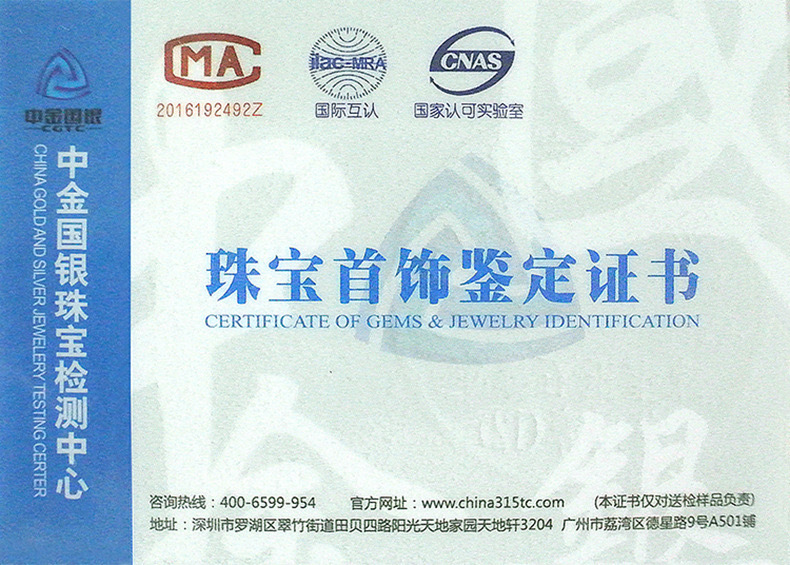 中金国银
CGTC
中金国银珠宝检测中心
CHINA GOLD AND SILVER JEWELERY TESTING CERTER
CMA
2016192492Z
ilac-MRA
国际互认
CNAS
国家认可实验室
珠宝首饰鉴定证书
CERTIFICATE OF GEMS & JEWELRY IDENTIFICATION
咨询热线：400-6599-954 官方网址：www.china315tc.com (本证书仅对送检样品负责)
地址：深圳市罗湖区翠竹街道田贝四路阳光天地家园天地轩3204 广州市荔湾区德星路9号A501铺